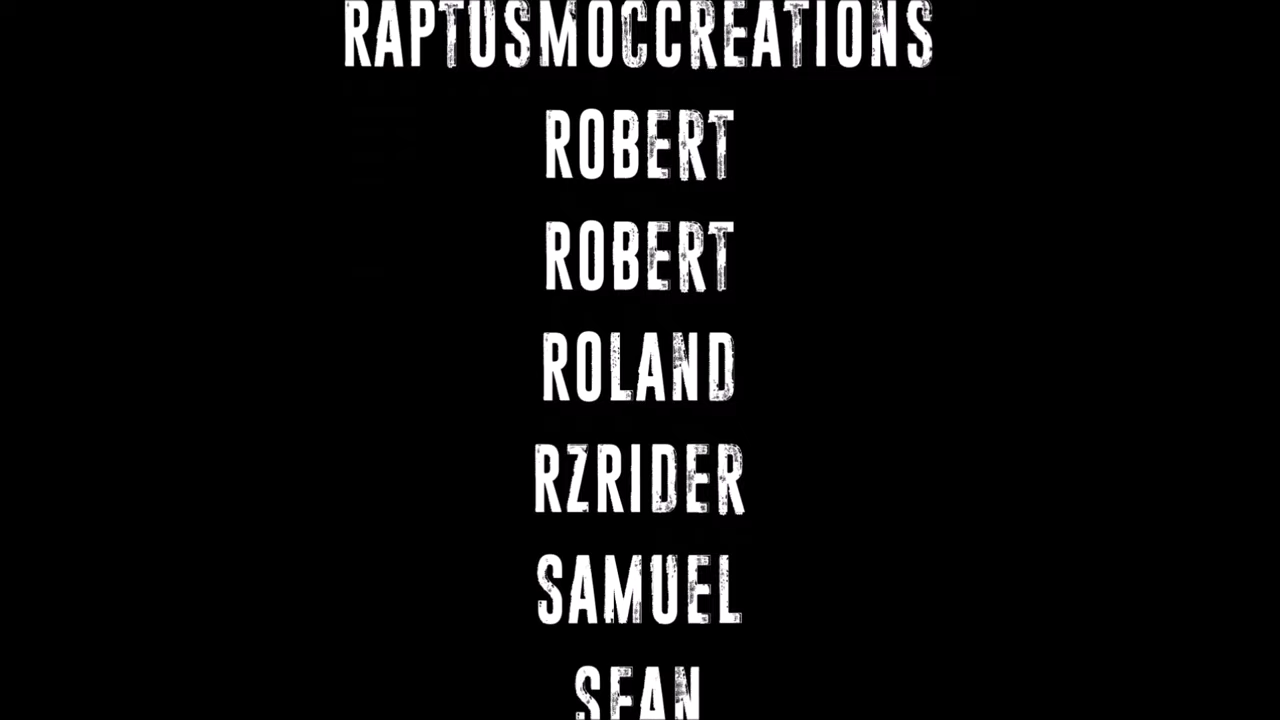 RAPTUSMOCCREATIONS
ROBERT
ROBERT
ROLAND
RZRIDER
SAMUEL
SEAN